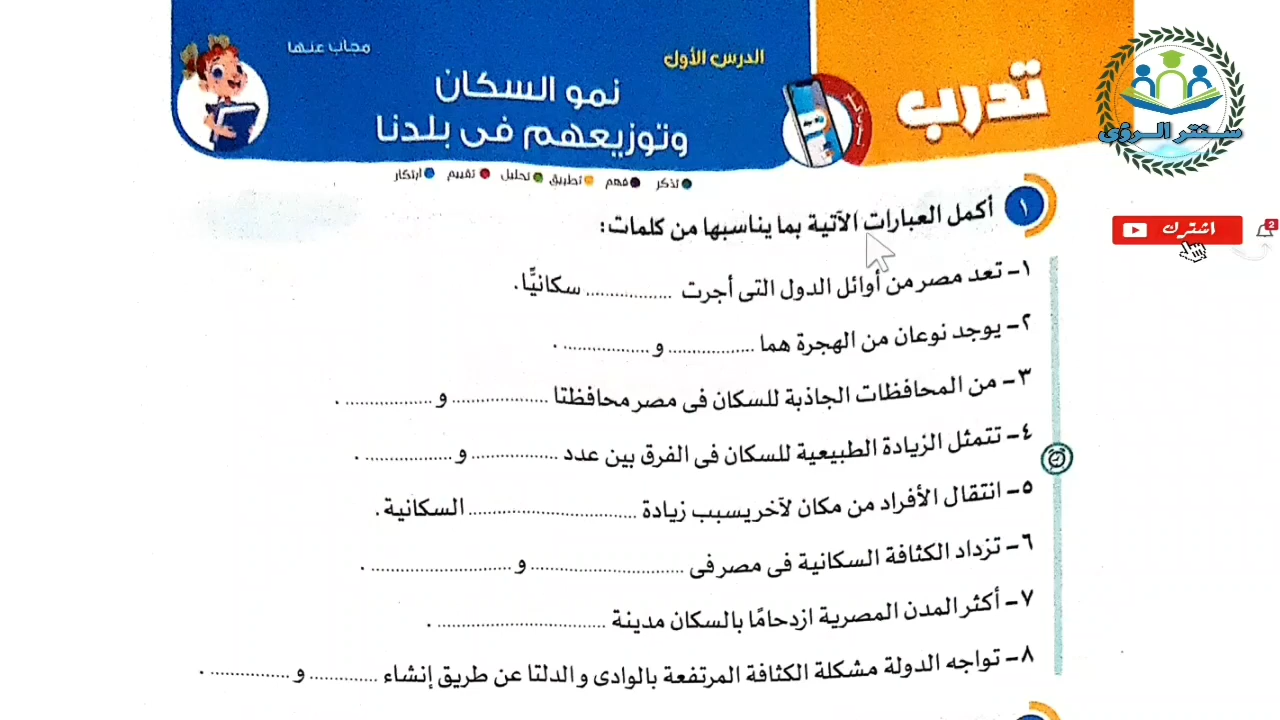 سنتر الرؤى
تدرب
الدرس الأول
مجاب عنها
نمو السكان
وتوزيعهم فى بلدنا
تذكر فهم تطبيق تحليل تقييم ابتكار
اشترك
2
١ أكمل العبارات الآتية بما يناسبها من كلمات:
١- تعد مصر من أوائل الدول التى أجرت ................ سكانيًّا.
٢- يوجد نوعان من الهجرة هما ................ و ................ .
٣- من المحافظات الجاذبة للسكان فى مصر محافظتا ................ و ................ .
٤- تتمثل الزيادة الطبيعية للسكان فى الفرق بين عدد ................ و ................ .
٥- انتقال الأفراد من مكان لآخر يسبب زيادة ................................ السكانية.
٦- تزداد الكثافة السكانية فى مصر فى ............................ و ............................ .
٧- أكثر المدن المصرية ازدحامًا بالسكان مدينة ................................ .
٨- تواجه الدولة مشكلة الكثافة المرتفعة بالوادى والدلتا عن طريق إنشاء ............. و ............... .